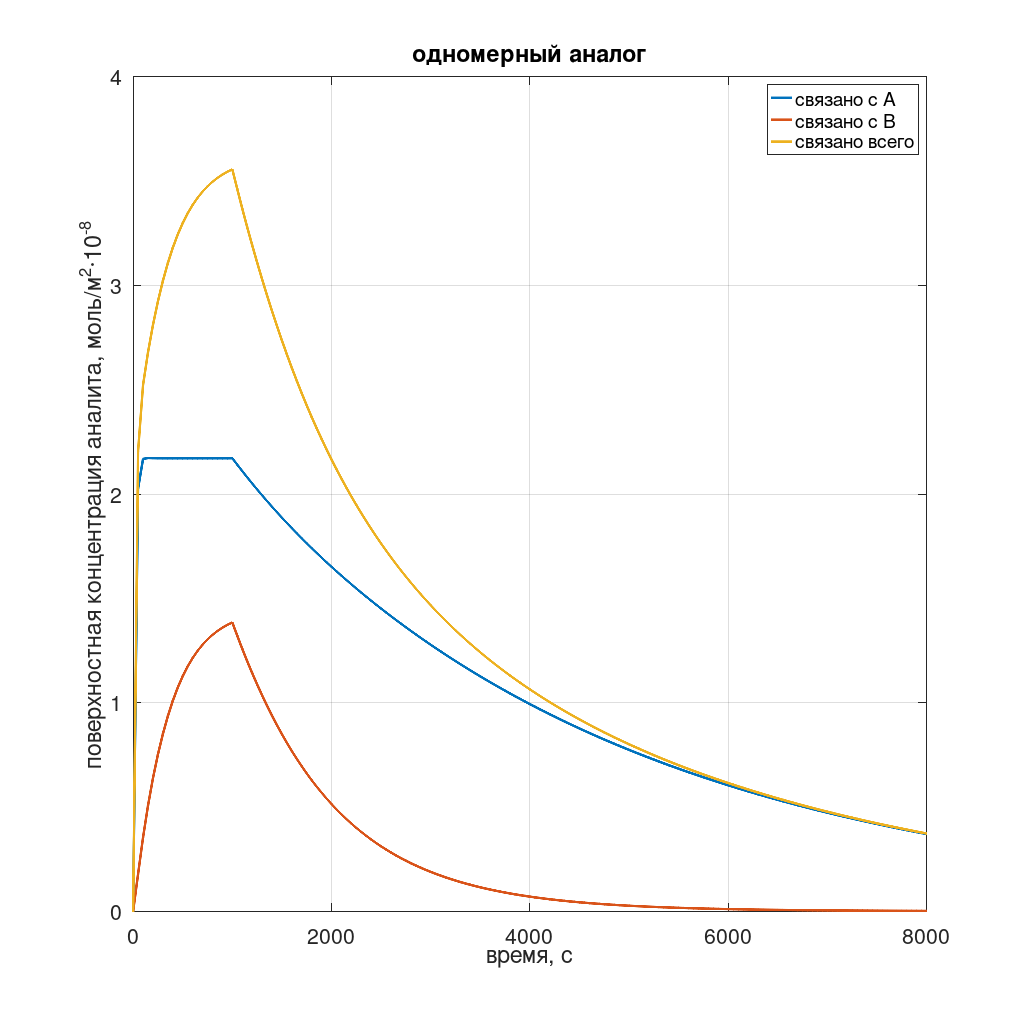 одномерный аналог
связано с A
связано с B
связано всего
поверхностная концентрация аналита, моль/м²·10⁻⁸
4
3
2
1
0
0 2000 4000 6000 8000
время, с